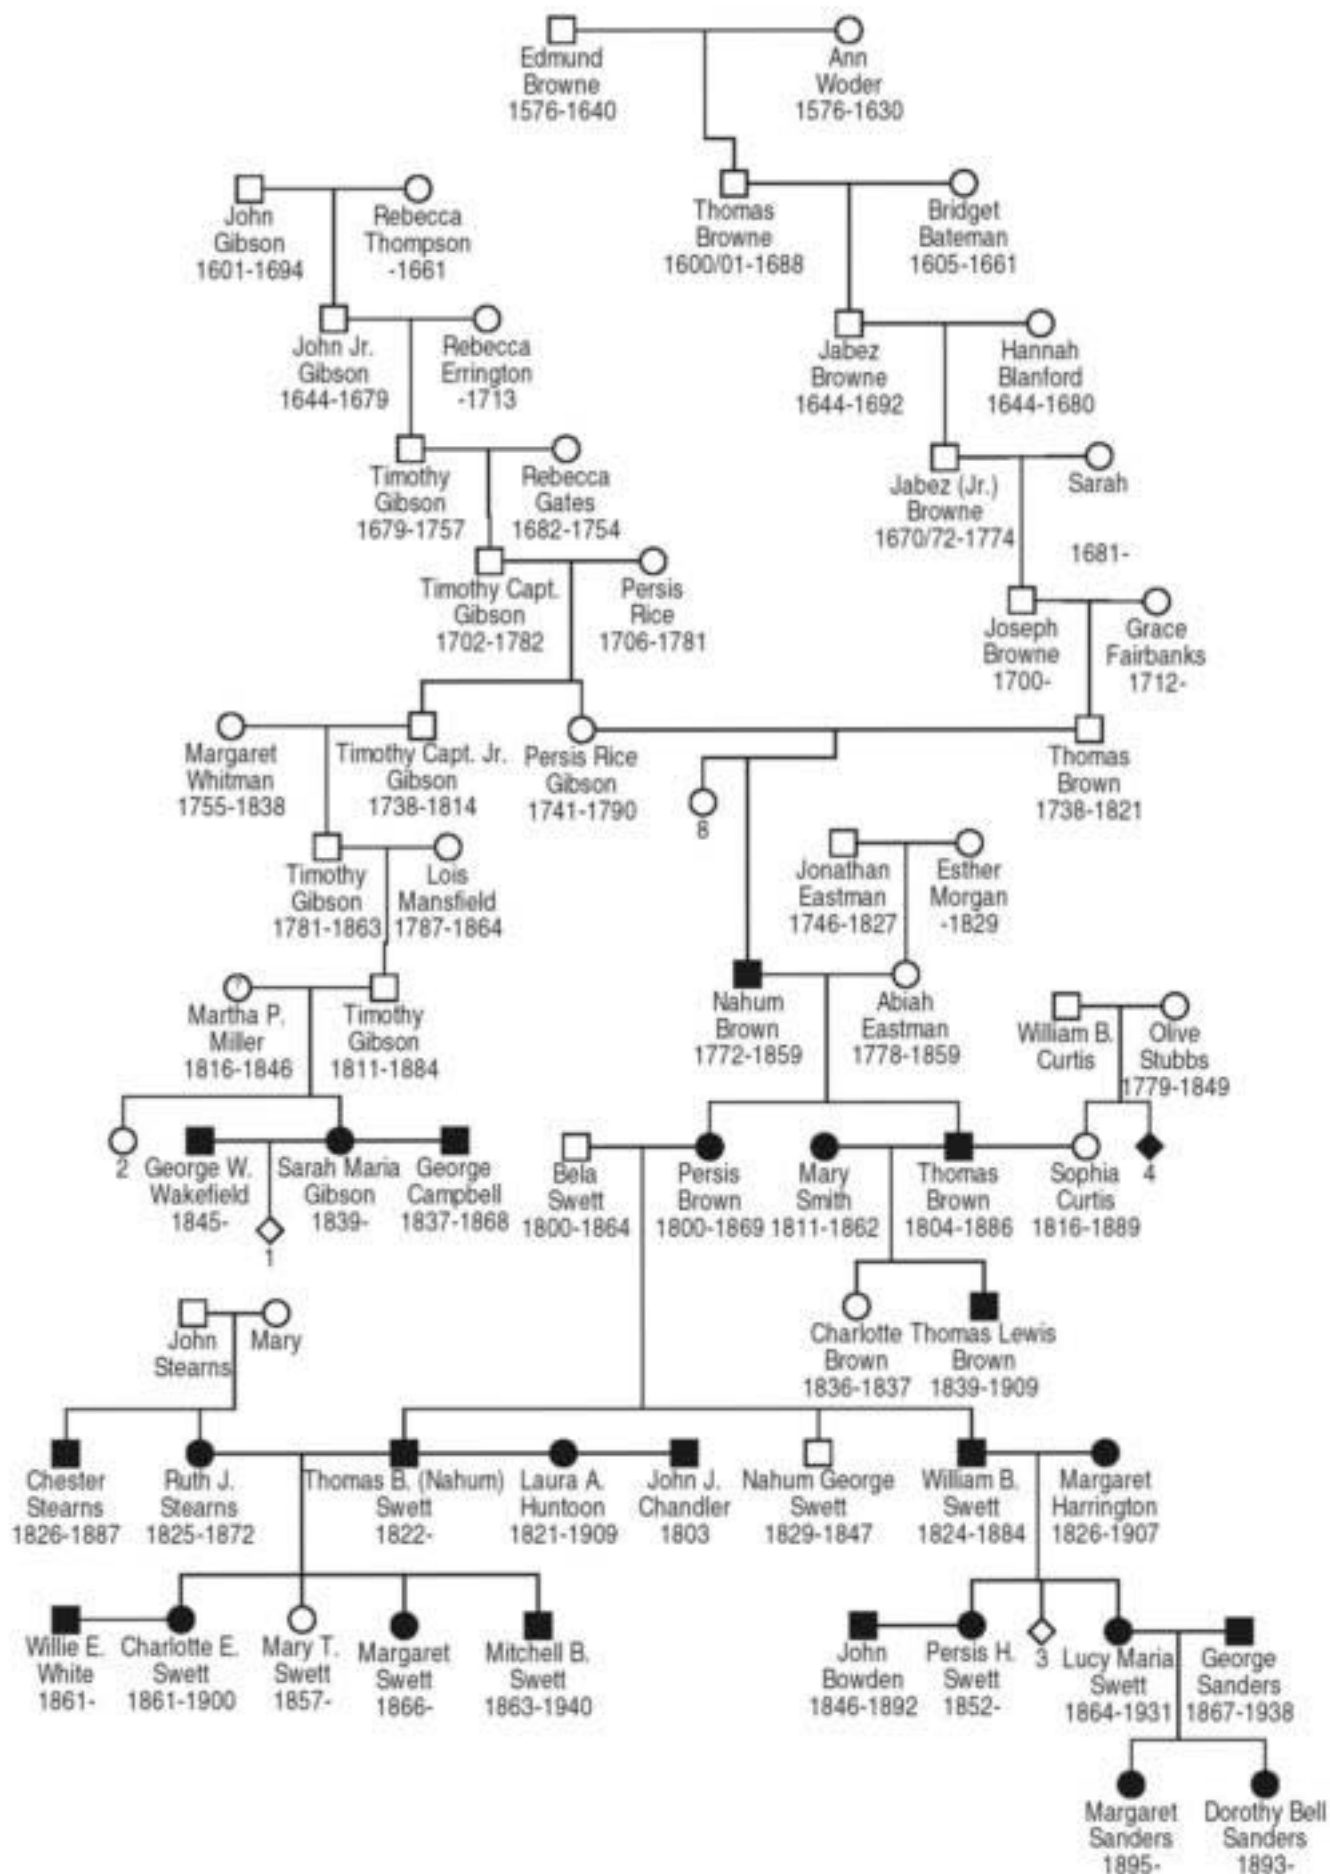 Edmund
Browne
1576-1640
Ann
Woder
1576-1630
John
Gibson
1601-1694
Rebecca
Thompson
-1661
Thomas
Browne
1600/01-1688
Bridget
Bateman
1605-1661
John Jr.
Gibson
1644-1679
Rebecca
Errington
-1713
Jabez
Browne
1644-1692
Hannah
Blanford
1644-1680
Timothy
Gibson
1679-1757
Rebecca
Gates
1682-1754
Jabez (Jr.)
Browne
1670/72-1774
Sarah
1681-
Timothy Capt.
Gibson
1702-1782
Persis
Rice
1706-1781
Joseph
Browne
1700-
Grace
Fairbanks
1712-
Margaret
Whitman
1755-1838
Timothy Capt. Jr.
Gibson
1738-1814
Persis Rice
Gibson
1741-1790
8
Thomas
Brown
1738-1821
Timothy
Gibson
1781-1863
Lois
Mansfield
1787-1864
Jonathan
Eastman
1746-1827
Esther
Morgan
-1829
?
Martha P.
Miller
1816-1846
Timothy
Gibson
1811-1884
Nahum
Brown
1772-1859
Abiah
Eastman
1778-1859
William B.
Curtis
Olive
Stubbs
1779-1849
2
George W.
Wakefield
1845-
Sarah Maria
Gibson
1839-
George
Campbell
1837-1868
1
Bela
Swett
1800-1864
Persis
Brown
1800-1869
Mary
Smith
1811-1862
Thomas
Brown
1804-1886
Sophia
Curtis
1816-1889
4
John
Stearns
Mary
Charlotte
Brown
1836-1837
Thomas Lewis
Brown
1839-1909
Chester
Stearns
1826-1887
Ruth J.
Stearns
1825-1872
Thomas B. (Nahum)
Swett
1822-
Laura A.
Huntoon
1821-1909
John J.
Chandler
1803
Nahum George
Swett
1829-1847
William B.
Swett
1824-1884
Margaret
Harrington
1826-1907
Willie E.
White
1861-
Charlotte E.
Swett
1861-1900
Mary T.
Swett
1857-
Margaret
Swett
1866-
Mitchell B.
Swett
1863-1940
John
Bowden
1846-1892
Persis H.
Swett
1852-
3
Lucy Maria
Swett
1864-1931
George
Sanders
1867-1938
Margaret
Sanders
1895-
Dorothy Bell
Sanders
1893-